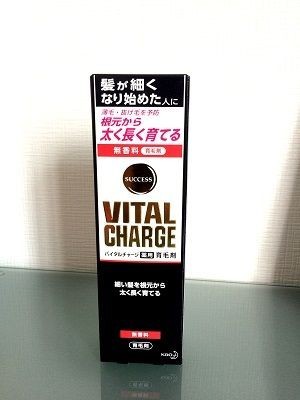 髪が細く
なり始めた人に
薄毛・抜け毛を予防
根元から
太く長く育てる
無香料 育毛剤
SUCCESS
VITAL
CHARGE
バイタルチャージ 薬用 育毛剤
細い髪を根元から
太く長く育てる
無香料
育毛剤
KAO